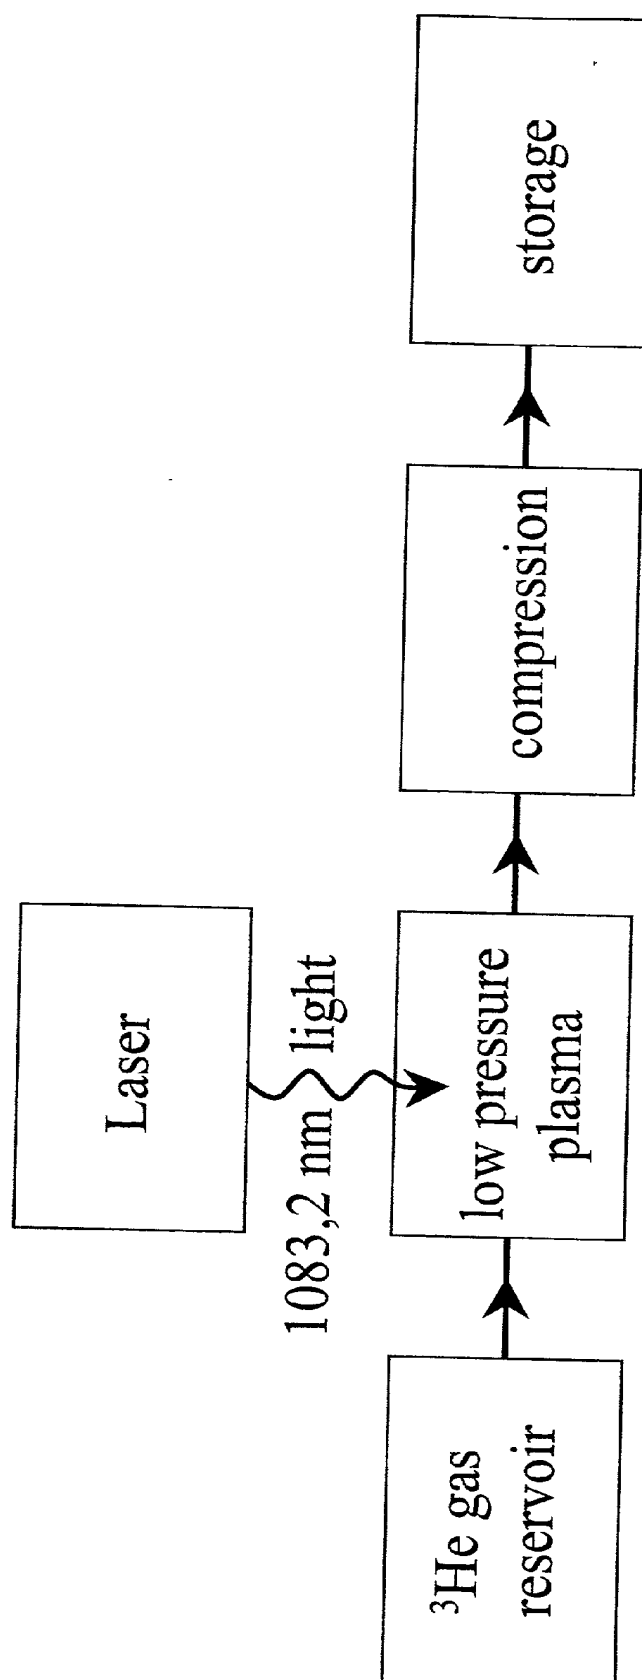 Laser
1083,2 nm light
³He gas
reservoir
low pressure
plasma
compression
storage